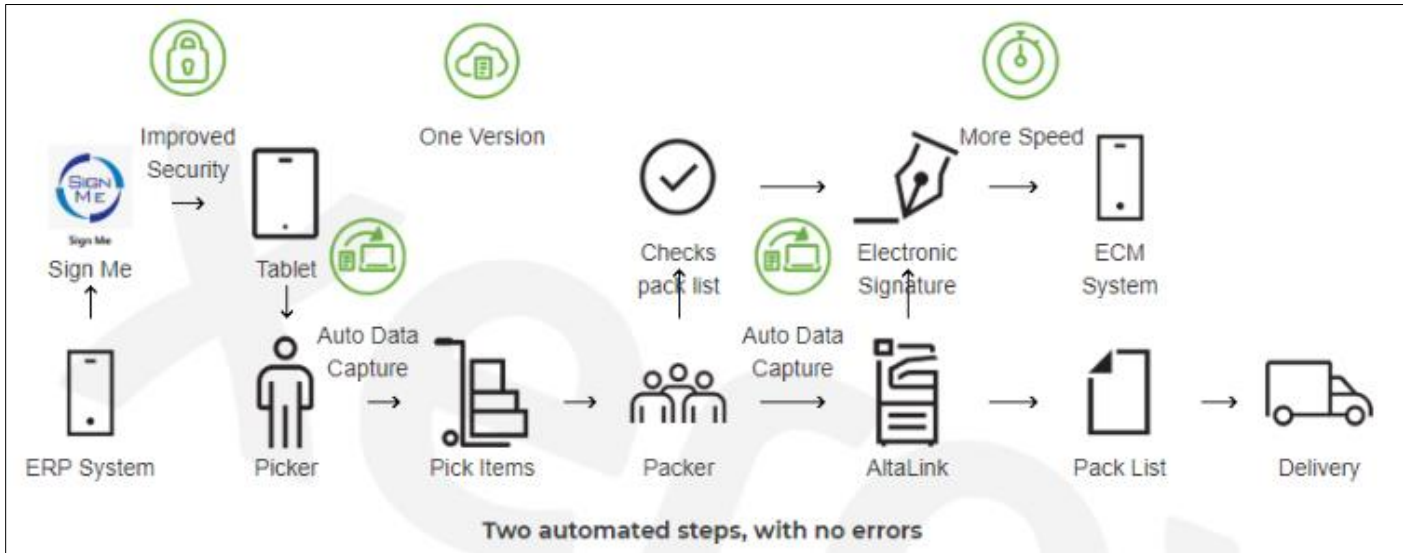 Improved
Security
One Version
More Speed
SIGN
ME
Sign Me
Sign Me
Tablet
Checks
pack list
Electronic
Signature
ECM
System
Auto Data
Capture
Auto Data
Capture
ERP System
Picker
Pick Items
Packer
AltaLink
Pack List
Delivery
Two automated steps, with no errors
xerox